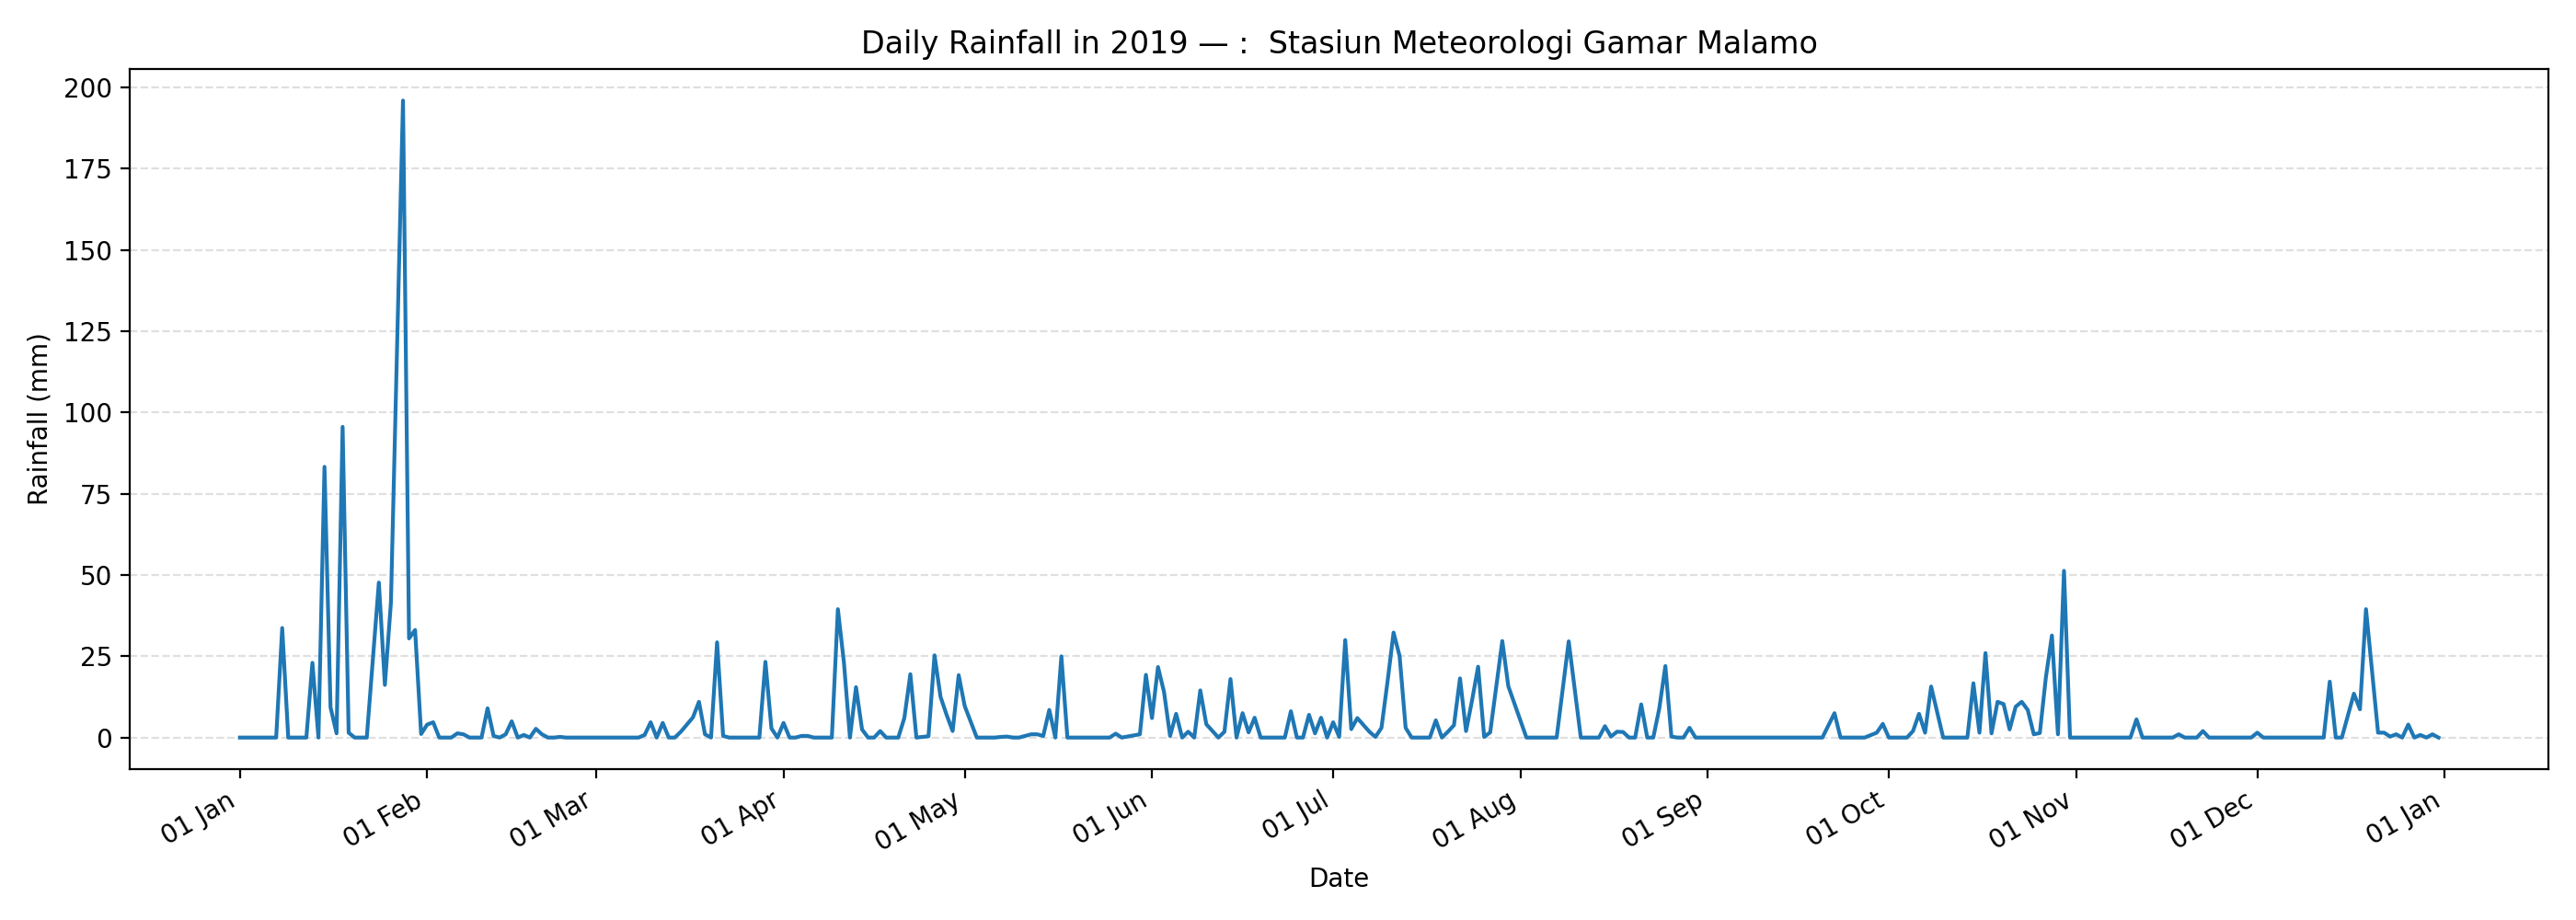 Daily Rainfall in 2019 — :  Stasiun Meteorologi Gamar Malamo
Rainfall (mm)
200
175
150
125
100
75
50
25
0
01 Jan
01 Feb
01 Mar
01 Apr
01 May
01 Jun
01 Jul
01 Aug
01 Sep
01 Oct
01 Nov
01 Dec
01 Jan
Date